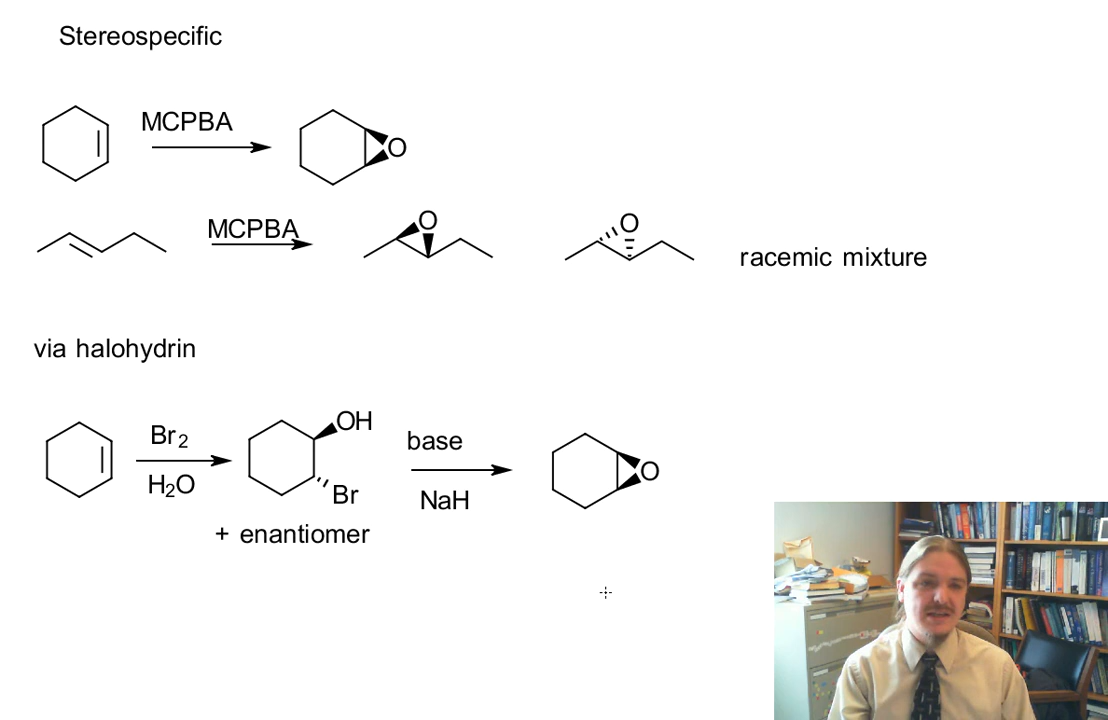 Stereospecific
MCPBA
O
MCPBA
O
O
racemic mixture
via halohydrin
Br2
H2O
OH
Br
+ enantiomer
base
NaH
O